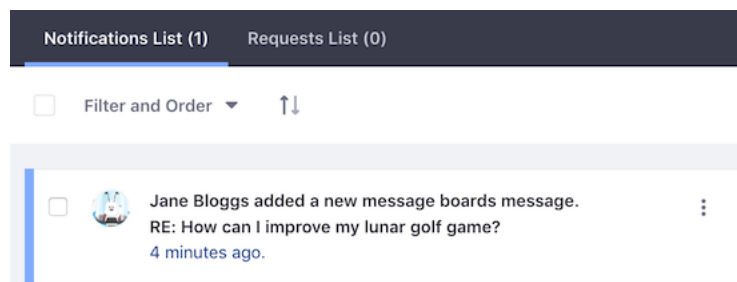 Notifications List (1) Requests List (0)
Filter and Order
Jane Bloggs added a new message boards message.
RE: How can I improve my lunar golf game?
4 minutes ago.